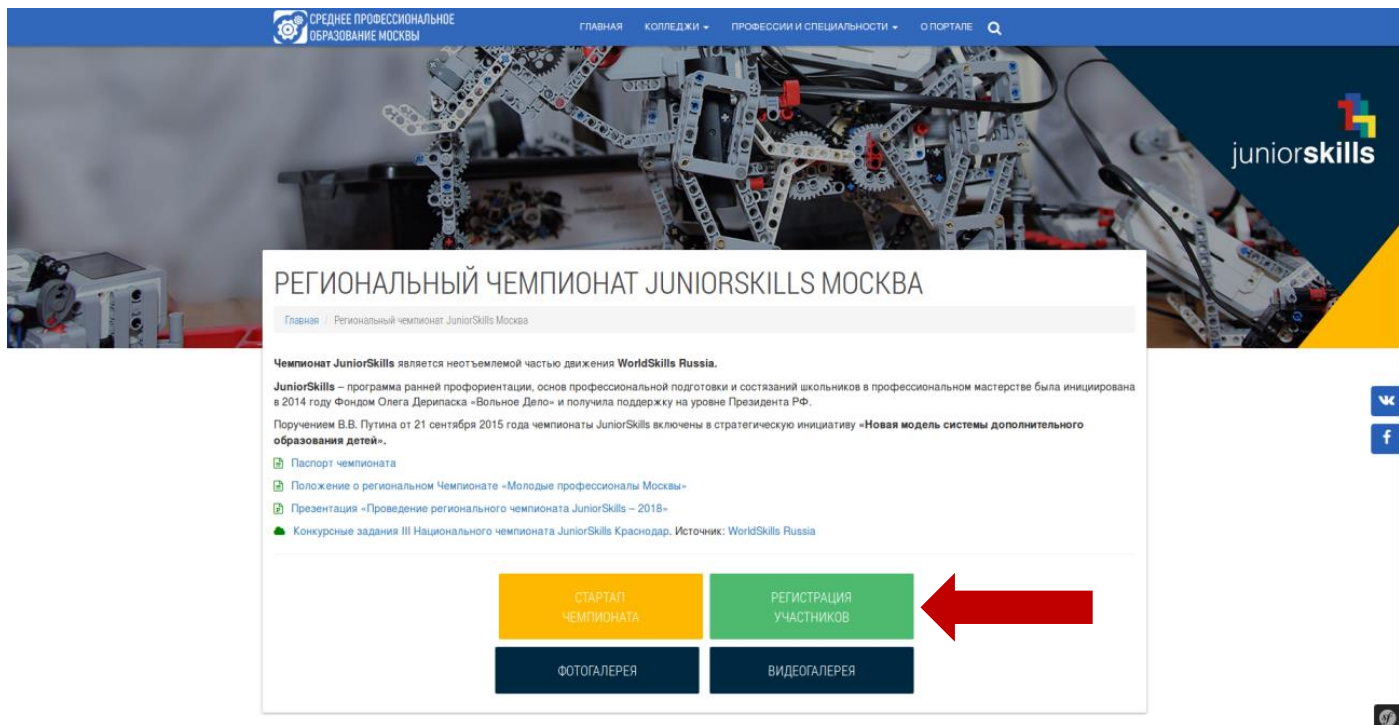 СРЕДНЕЕ ПРОФЕССИОНАЛЬНОЕ
ОБРАЗОВАНИЕ МОСКВЫ
ГЛАВНАЯ КОЛЛЕДЖИ ПРОФЕССИИ И СПЕЦИАЛЬНОСТИ О ПОРТАЛЕ
juniorskills
РЕГИОНАЛЬНЫЙ ЧЕМПИОНАТ JUNIORSKILLS МОСКВА
Главная / Региональный чемпионат JuniorSkills Москва
Чемпионат JuniorSkills является неотъемлемой частью движения WorldSkills Russia.
JuniorSkills – программа ранней профориентации, основ профессиональной подготовки и состязаний школьников в профессиональном мастерстве была инициирована
в 2014 году Фондом Олега Дерипаска «Вольное Дело» и получила поддержку на уровне Президента РФ.
Поручением В.В. Путина от 21 сентября 2015 года чемпионаты JuniorSkills включены в стратегическую инициативу «Новая модель системы дополнительного
образования детей».
Паспорт чемпионата
Положение о региональном Чемпионате «Молодые профессионалы Москвы»
Презентация «Проведение регионального чемпионата JuniorSkills – 2018»
Конкурсные задания III Национального чемпионата JuniorSkills Краснодар. Источник: WorldSkills Russia
СТАРТАП
ЧЕМПИОНАТА
РЕГИСТРАЦИЯ
УЧАСТНИКОВ
ФОТОГАЛЕРЕЯ
ВИДЕОГАЛЕРЕЯ